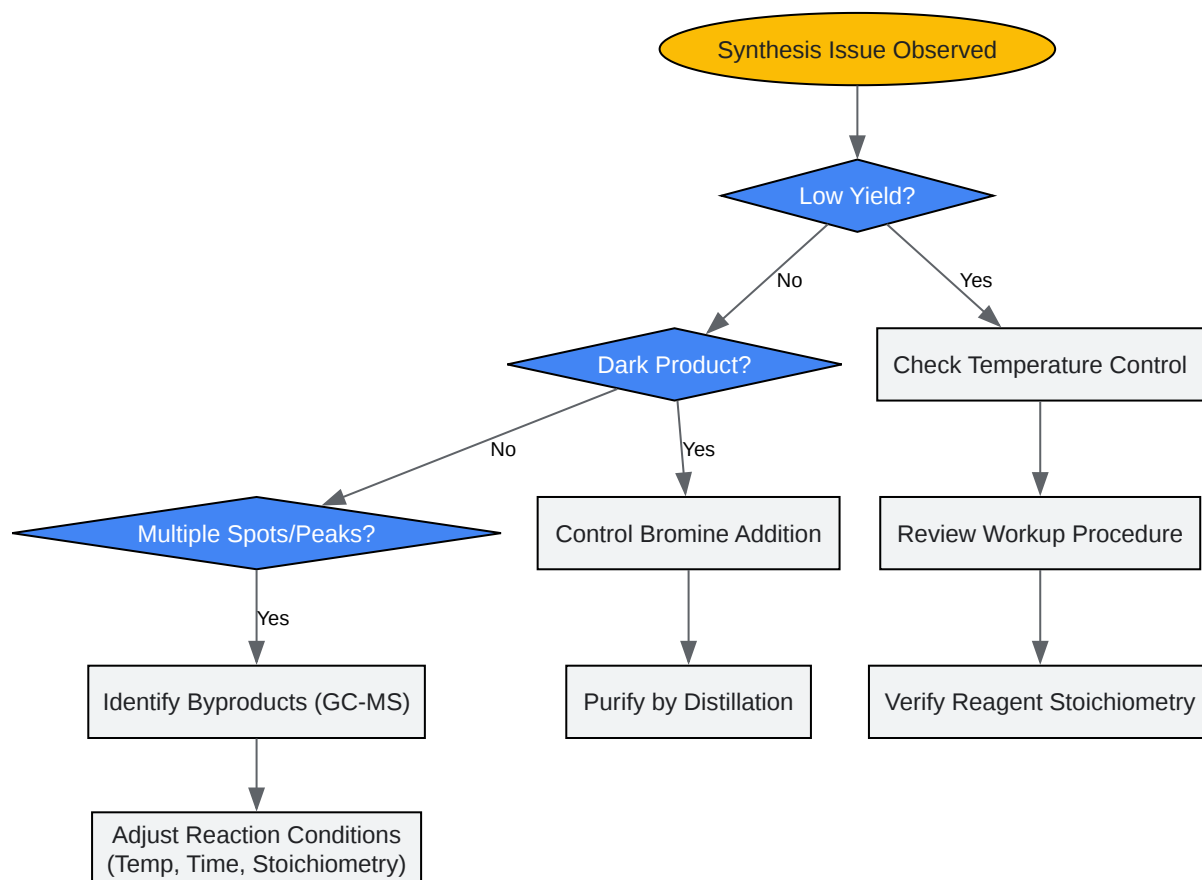 Synthesis Issue Observed
Low Yield?
No
Yes
Dark Product?
Check Temperature Control
No
Yes
Multiple Spots/Peaks?
Control Bromine Addition
Review Workup Procedure
Yes
Identify Byproducts (GC-MS)
Purify by Distillation
Verify Reagent Stoichiometry
Adjust Reaction Conditions
(Temp, Time, Stoichiometry)